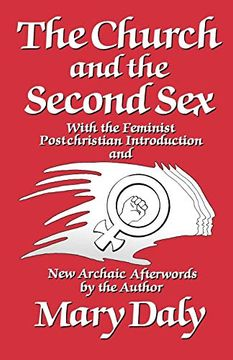 The Church
and the
Second Sex
With the Feminist
Postchristian Introduction
and
New Archaic Afterwords
by the Author
Mary Daly